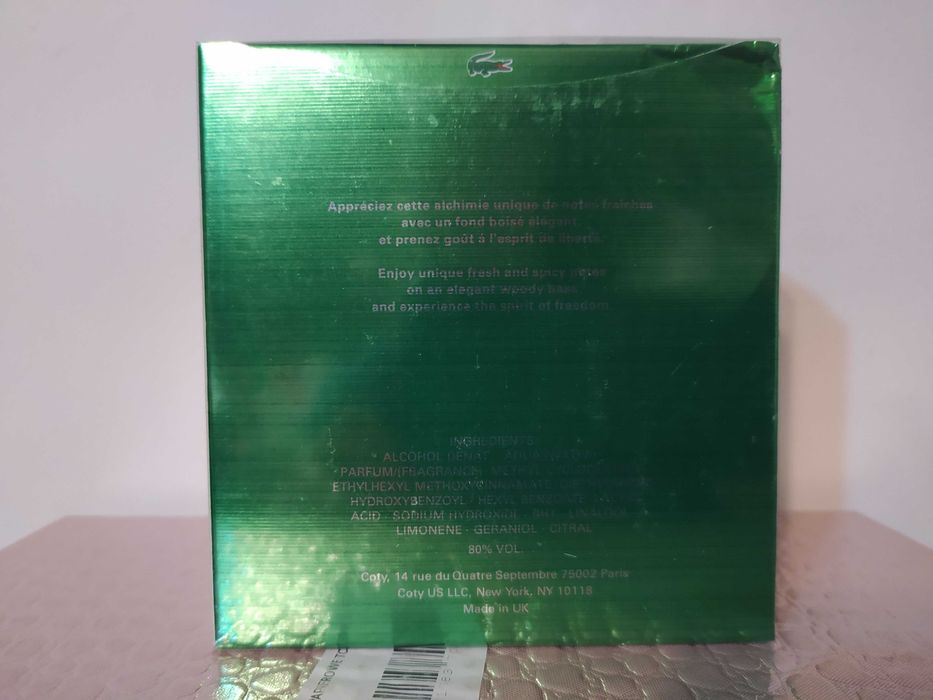 Appréciez cette alchimie unique de notes fraîches
avec un fond boisé élégant
et prenez goût à l'esprit de liberté.
Enjoy unique fresh and spicy notes
on an elegant woody base
and experience the spirit of freedom.
INGREDIENTS
ALCOHOL DENAT · AQUA
PARFUM/(FRAGRANCE) · METHYL
ETHYLHEXYL METHOXYCINNAMATE
HYDROXYBENZOYL · HEXYL BENZOATE
ACID · SODIUM HYDROXIDE · BHT · LINALOOL
LIMONENE · GERANIOL · CITRAL
80% VOL.
Coty, 14 rue du Quatre Septembre 75002 Paris
Coty US LLC, New York, NY 10118
Made in UK